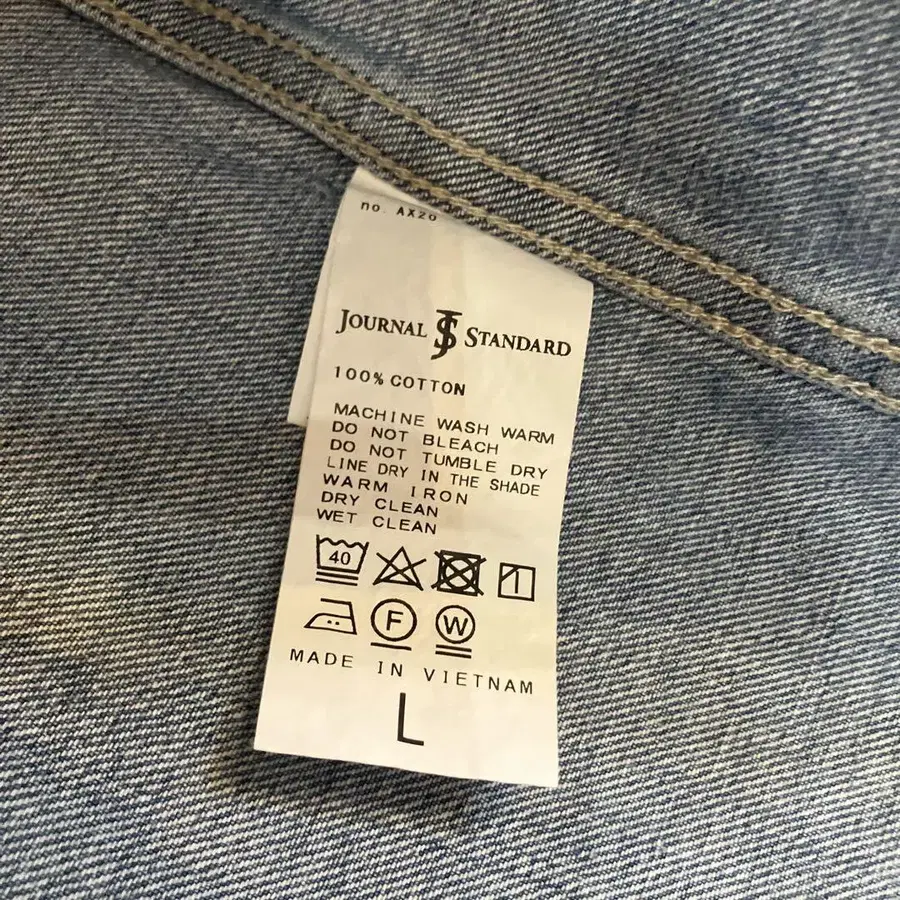 no. AX20
JOURNAL JS STANDARD
100% COTTON
MACHINE WASH WARM
DO NOT BLEACH
DO NOT TUMBLE DRY
LINE DRY IN THE SHADE
WARM IRON
DRY CLEAN
WET CLEAN
40
F W
MADE IN VIETNAM
L